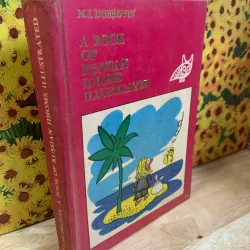 M.I. DUBROVIN
A BOOK
OF
RUSSIAN
IDIOMS
ILLUSTRATED
A BOOK OF RUSSIAN IDIOMS ILLUSTRATED